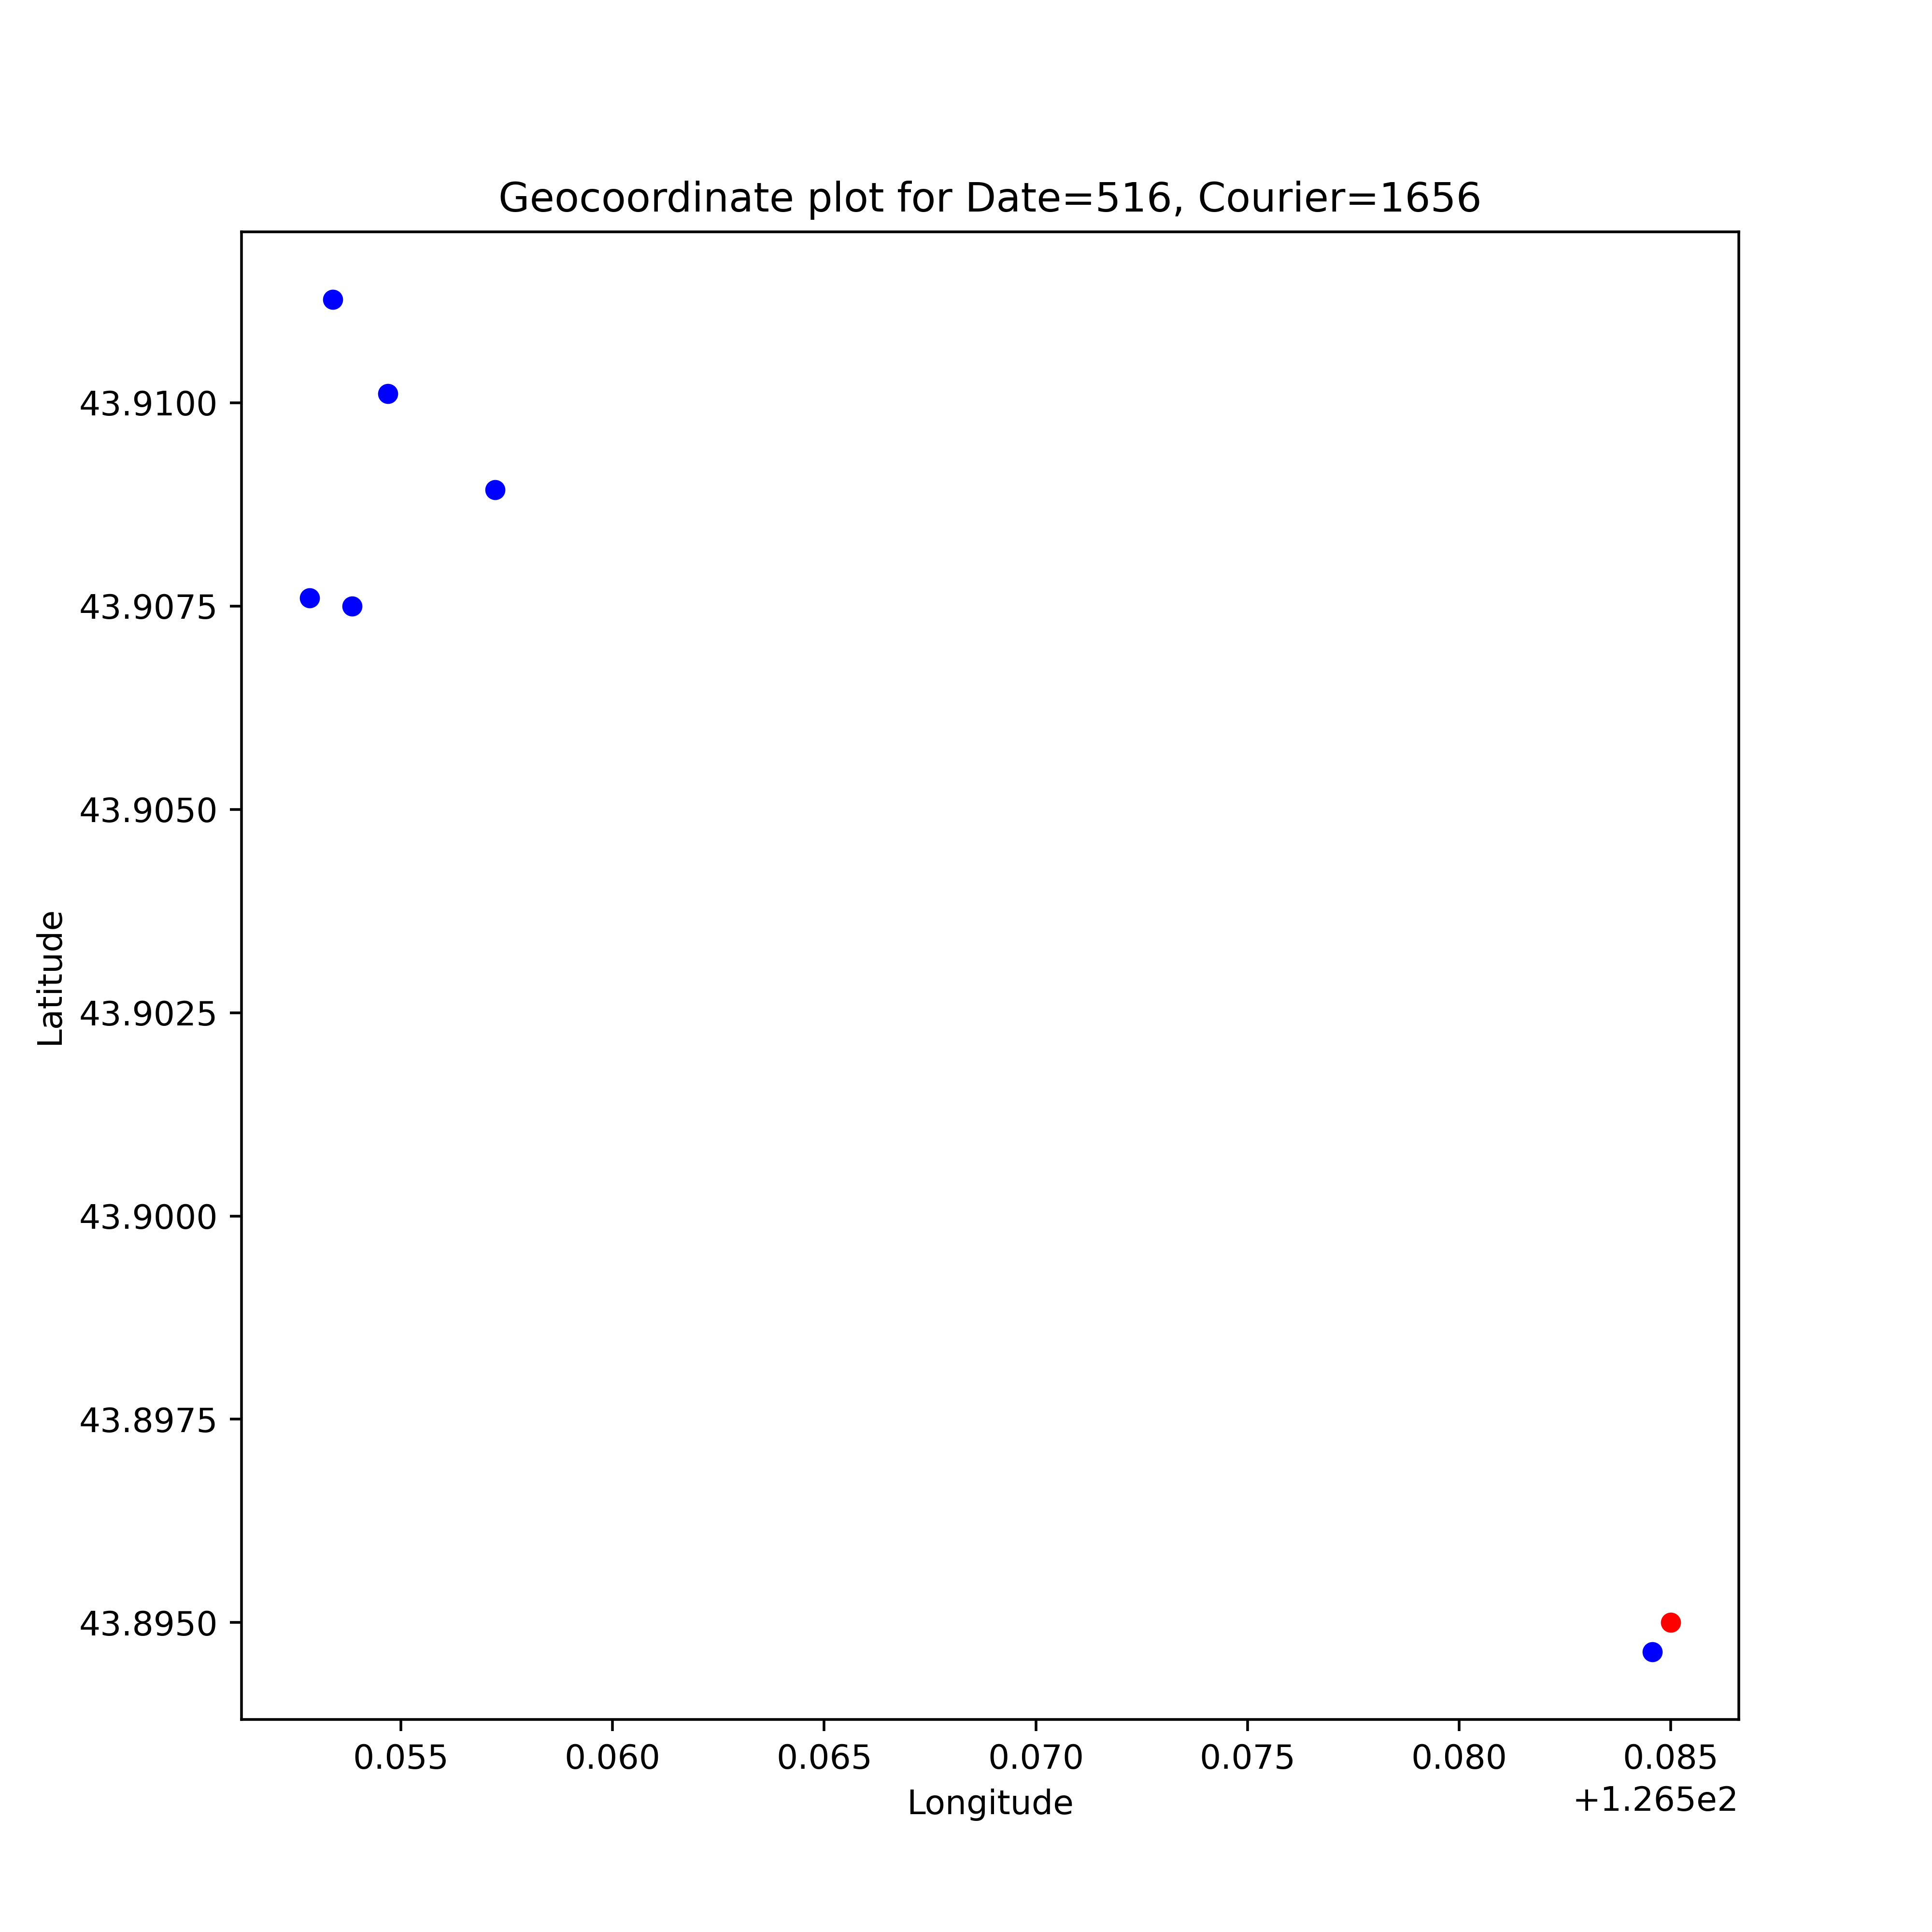 Geocoordinate plot for Date=516, Courier=1656
43.9100
43.9075
43.9050
43.9025
43.9000
43.8975
43.8950
Latitude
0.055 0.060 0.065 0.070 0.075 0.080 0.085
Longitude
+1.265e2